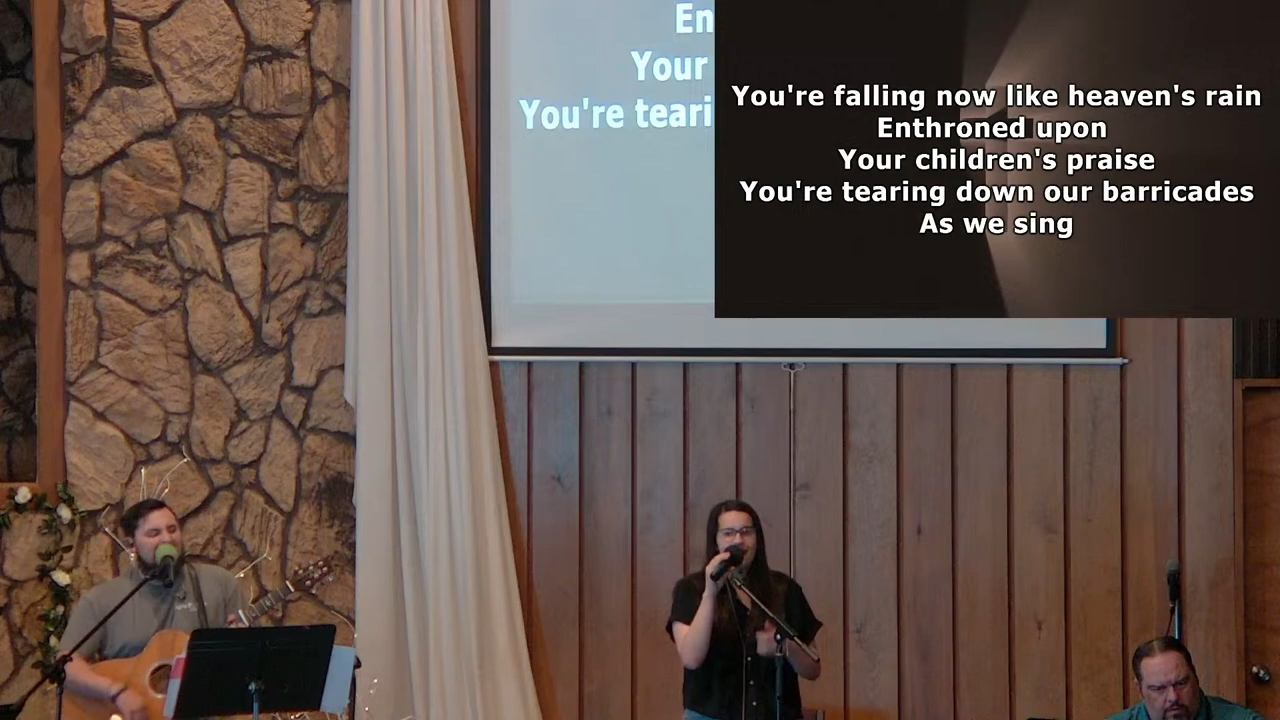 En
Your
You're teari
You're falling now like heaven's rain
Enthroned upon
Your children's praise
You're tearing down our barricades
As we sing